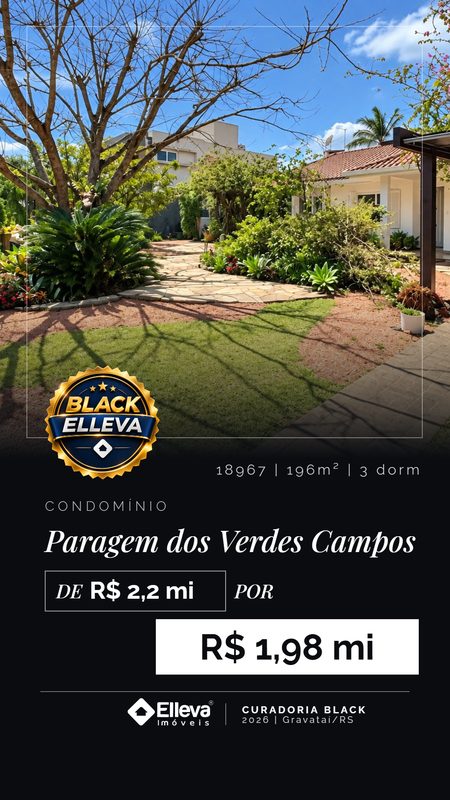 BLACK
ELLEVA
18967 | 196m² | 3 dorm
CONDOMÍNIO
Paragem dos Verdes Campos
DE R$ 2,2 mi POR
R$ 1,98 mi
Elleva®
imóveis
CURADORIA BLACK
2026 | Gravataí/RS